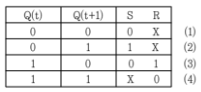 Q(t) Q(t+1) S R
0 0 0 X (1)
0 1 1 X (2)
1 0 0 1 (3)
1 1 X 0 (4)